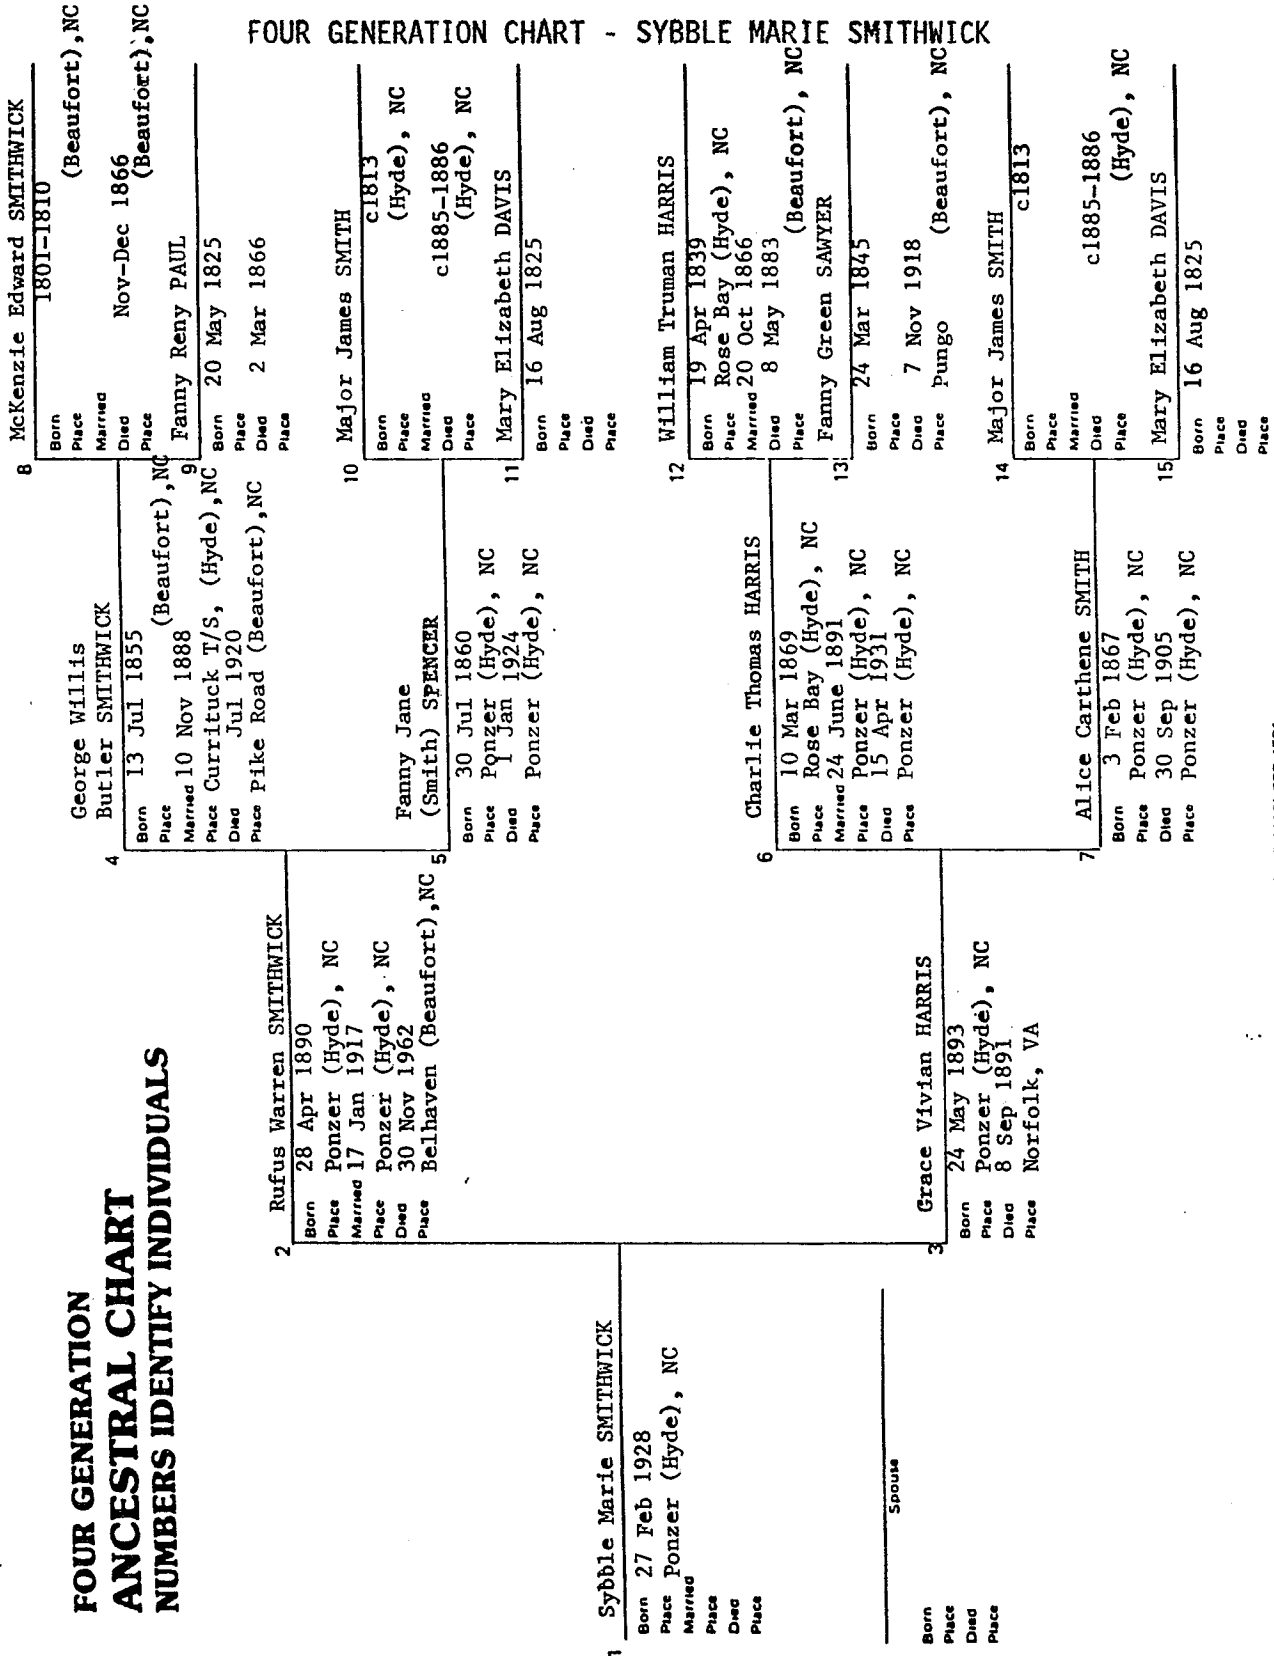 FOUR GENERATION CHART - SYBBLE MARIE SMITHWICK
FOUR GENERATION
ANCESTRAL CHART
NUMBERS IDENTIFY INDIVIDUALS
1
Sybble Marie SMITHWICK
Born 27 Feb 1928
Place Ponzer (Hyde), NC
Married
Place
Died
Place
Spouse
Born
Place
Died
Place
2
Rufus Warren SMITHWICK
Born 28 Apr 1890
Place Ponzer (Hyde), NC
Married 17 Jan 1917
Place Ponzer (Hyde), NC
Died 30 Nov 1962
Place Belhaven (Beaufort),NC
3
Grace Vivian HARRIS
Born 24 May 1893
Place Ponzer (Hyde), NC
Died 8 Sep 1891
Place Norfolk, VA
4
George Willis
Butler SMITHWICK
Born 13 Jul 1855
Place (Beaufort),NC
Married 10 Nov 1888
Place Currituck T/S, (Hyde),NC
Died Jul 1920
Place Pike Road (Beaufort),NC
5
Fanny Jane
(Smith) SPENCER
Born 30 Jul 1860
Place Ponzer (Hyde), NC
Died 1 Jan 1924
Place Ponzer (Hyde), NC
6
Charlie Thomas HARRIS
Born 10 Mar 1869
Place Rose Bay (Hyde), NC
Married 24 June 1891
Place Ponzer (Hyde), NC
Died 15 Apr 1931
Place Ponzer (Hyde), NC
7
Alice Carthene SMITH
Born 3 Feb 1867
Place Ponzer (Hyde), NC
Died 30 Sep 1905
Place Ponzer (Hyde), NC
8
McKenzie Edward SMITHWICK
Born 1801-1810
Place (Beaufort),NC
Married
Died Nov-Dec 1866
Place (Beaufort),NC
9
Fanny Reny PAUL
Born 20 May 1825
Place
Died 2 Mar 1866
Place
10
Major James SMITH
Born c1813
Place (Hyde), NC
Married
Died c1885-1886
Place (Hyde), NC
11
Mary Elizabeth DAVIS
Born 16 Aug 1825
Place
Died
Place
12
William Truman HARRIS
Born 19 Apr 1839
Place Rose Bay (Hyde), NC
Married 20 Oct 1866
Died 8 May 1883
Place (Beaufort), NC
13
Fanny Green SAWYER
Born 24 Mar 1845
Place
Died 7 Nov 1918
Place Pungo (Beaufort), NC
14
Major James SMITH
Born c1813
Place
Married
Died c1885-1886
Place (Hyde), NC
15
Mary Elizabeth DAVIS
Born 16 Aug 1825
Place
Died
Place